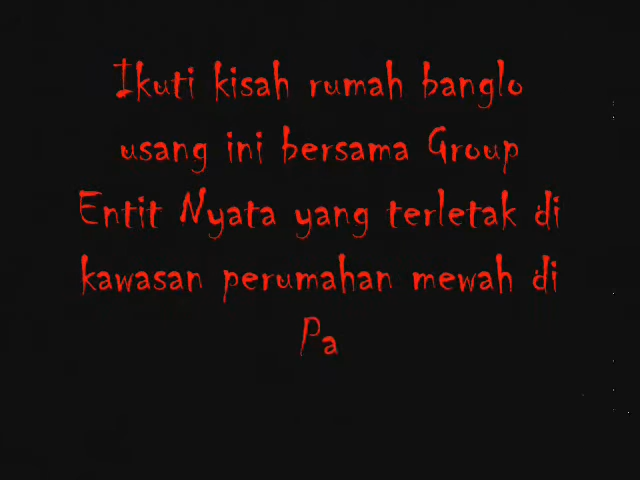 Ikuti kisah rumah banglo
usang ini bersama Group
Entit Nyata yang terletak di
kawasan perumahan mewah di
Pa